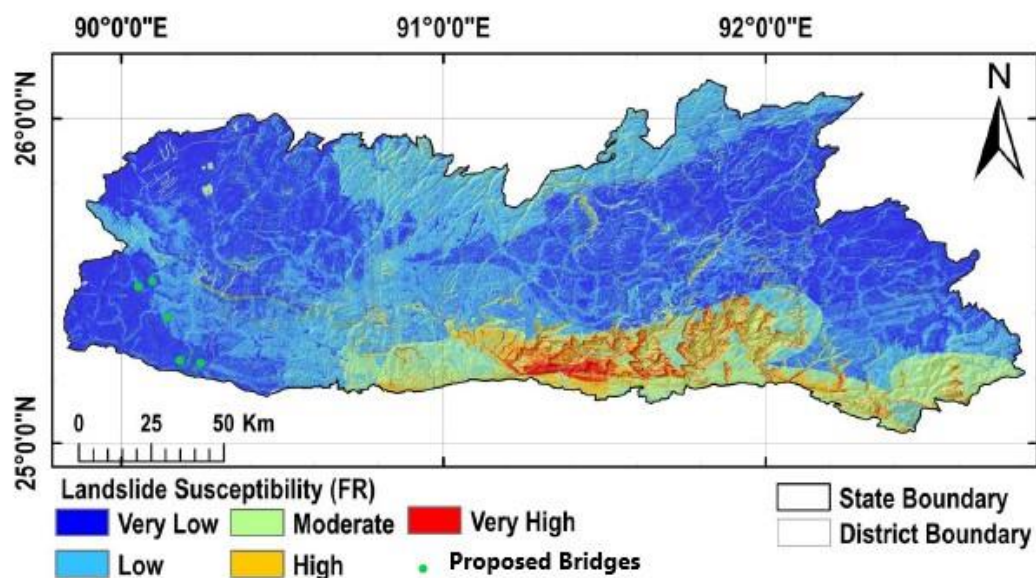 90°0'0"E 91°0'0"E 92°0'0"E
26°0'0"N
N
25°0'0"N
0 25 50 Km
Landslide Susceptibility (FR)
Very Low Moderate Very High
Low High Proposed Bridges
State Boundary
District Boundary